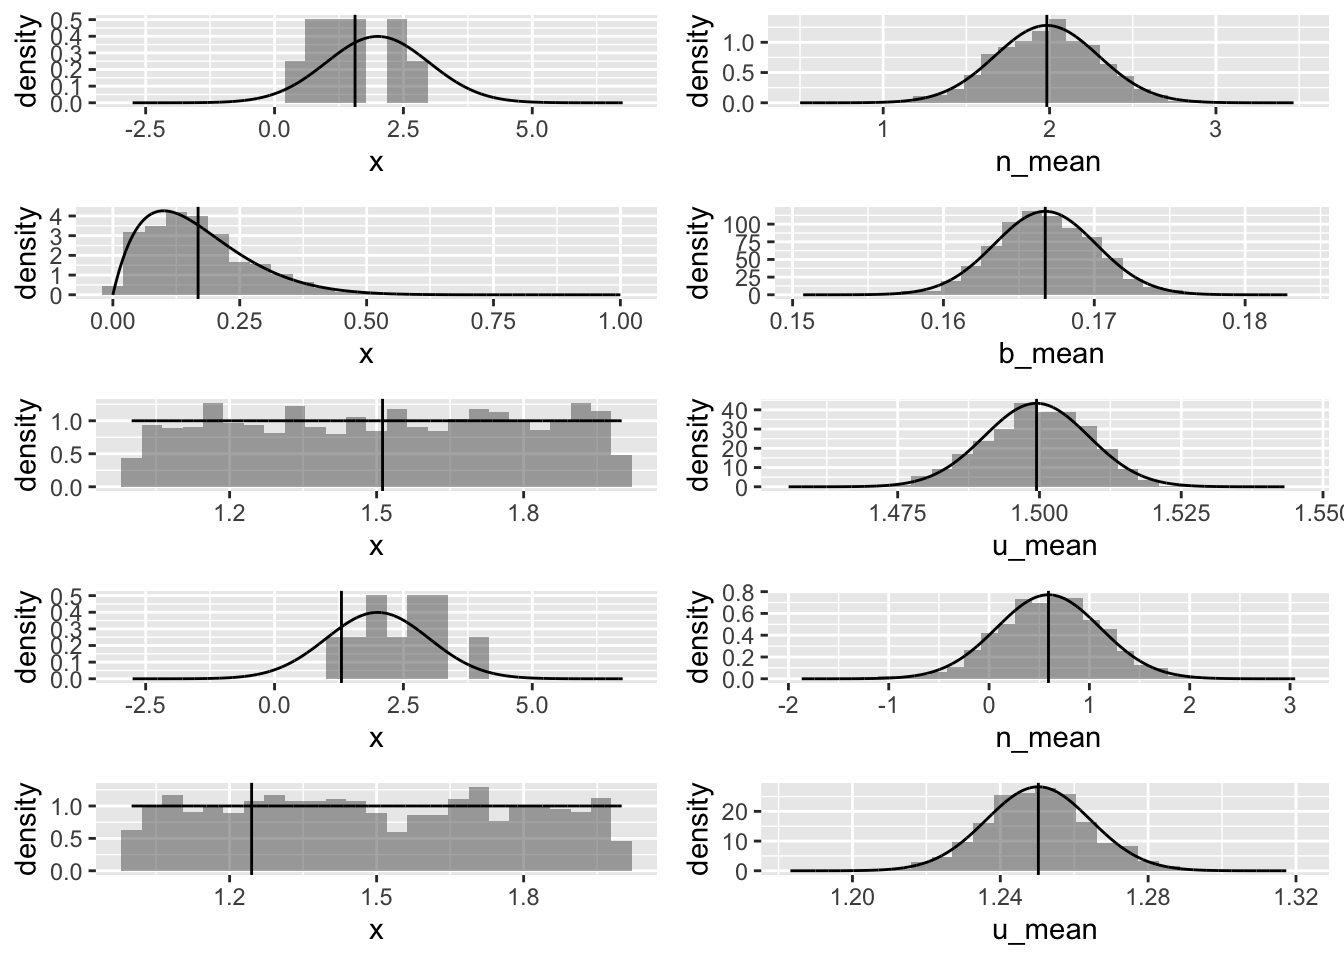 density
0.5
0.4
0.3
0.2
0.1
0.0
-2.5 0.0 2.5 5.0
x
density
1.0
0.5
0.0
1 2 3
n_mean
density
4
3
2
1
0
0.00 0.25 0.50 0.75 1.00
x
density
100
75
50
25
0
0.15 0.16 0.17 0.18
b_mean
density
1.0
0.5
0.0
1.2 1.5 1.8
x
density
40
30
20
10
0
1.475 1.500 1.525 1.550
u_mean
density
0.5
0.4
0.3
0.2
0.1
0.0
-2.5 0.0 2.5 5.0
x
density
0.8
0.6
0.4
0.2
0.0
-2 -1 0 1 2 3
n_mean
density
1.0
0.5
0.0
1.2 1.5 1.8
x
density
20
10
0
1.20 1.24 1.28 1.32
u_mean